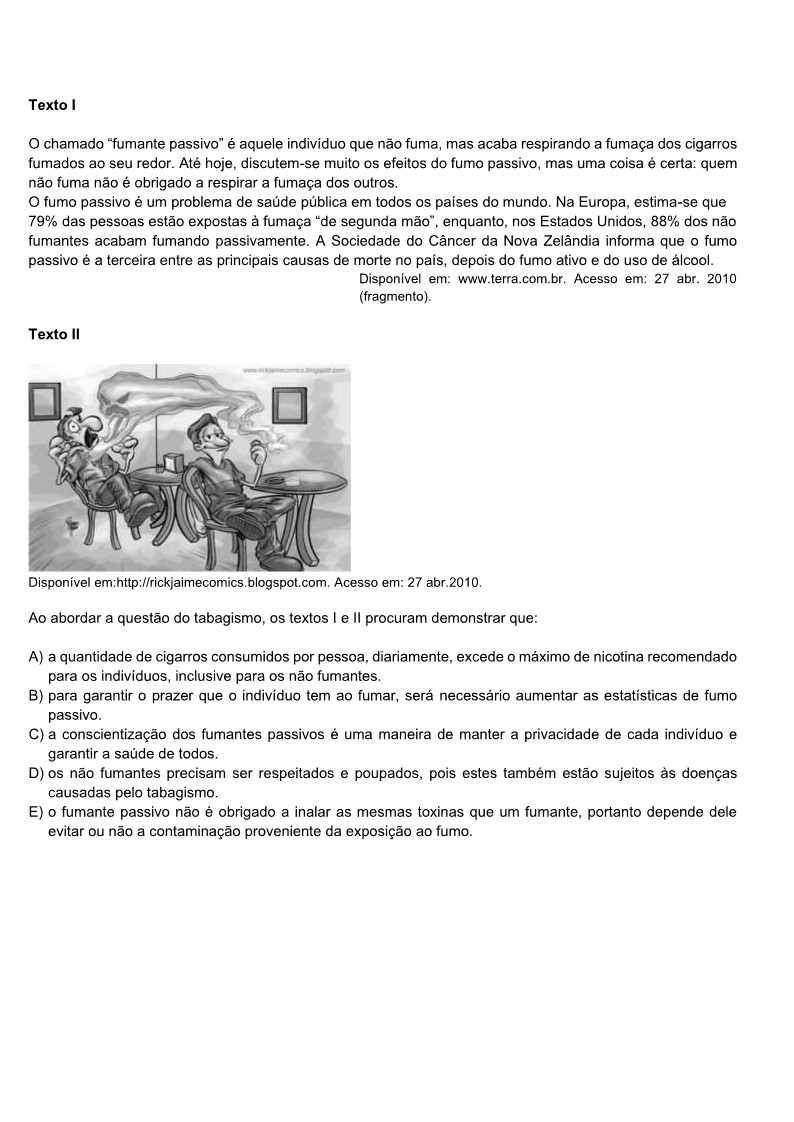 Texto I
O chamado “fumante passivo” é aquele indivíduo que não fuma, mas acaba respirando a fumaça dos cigarros
fumados ao seu redor. Até hoje, discutem-se muito os efeitos do fumo passivo, mas uma coisa é certa: quem
não fuma não é obrigado a respirar a fumaça dos outros.
O fumo passivo é um problema de saúde pública em todos os países do mundo. Na Europa, estima-se que
79% das pessoas estão expostas à fumaça “de segunda mão”, enquanto, nos Estados Unidos, 88% dos não
fumantes acabam fumando passivamente. A Sociedade do Câncer da Nova Zelândia informa que o fumo
passivo é a terceira entre as principais causas de morte no país, depois do fumo ativo e do uso de álcool.
Disponível em: www.terra.com.br. Acesso em: 27 abr. 2010
(fragmento).
Texto II
www.rickjaimecomics.blogspot.com
Disponível em:http://rickjaimecomics.blogspot.com. Acesso em: 27 abr.2010.
Ao abordar a questão do tabagismo, os textos I e II procuram demonstrar que:
A) a quantidade de cigarros consumidos por pessoa, diariamente, excede o máximo de nicotina recomendado
para os indivíduos, inclusive para os não fumantes.
B) para garantir o prazer que o indivíduo tem ao fumar, será necessário aumentar as estatísticas de fumo
passivo.
C) a conscientização dos fumantes passivos é uma maneira de manter a privacidade de cada indivíduo e
garantir a saúde de todos.
D) os não fumantes precisam ser respeitados e poupados, pois estes também estão sujeitos às doenças
causadas pelo tabagismo.
E) o fumante passivo não é obrigado a inalar as mesmas toxinas que um fumante, portanto depende dele
evitar ou não a contaminação proveniente da exposição ao fumo.